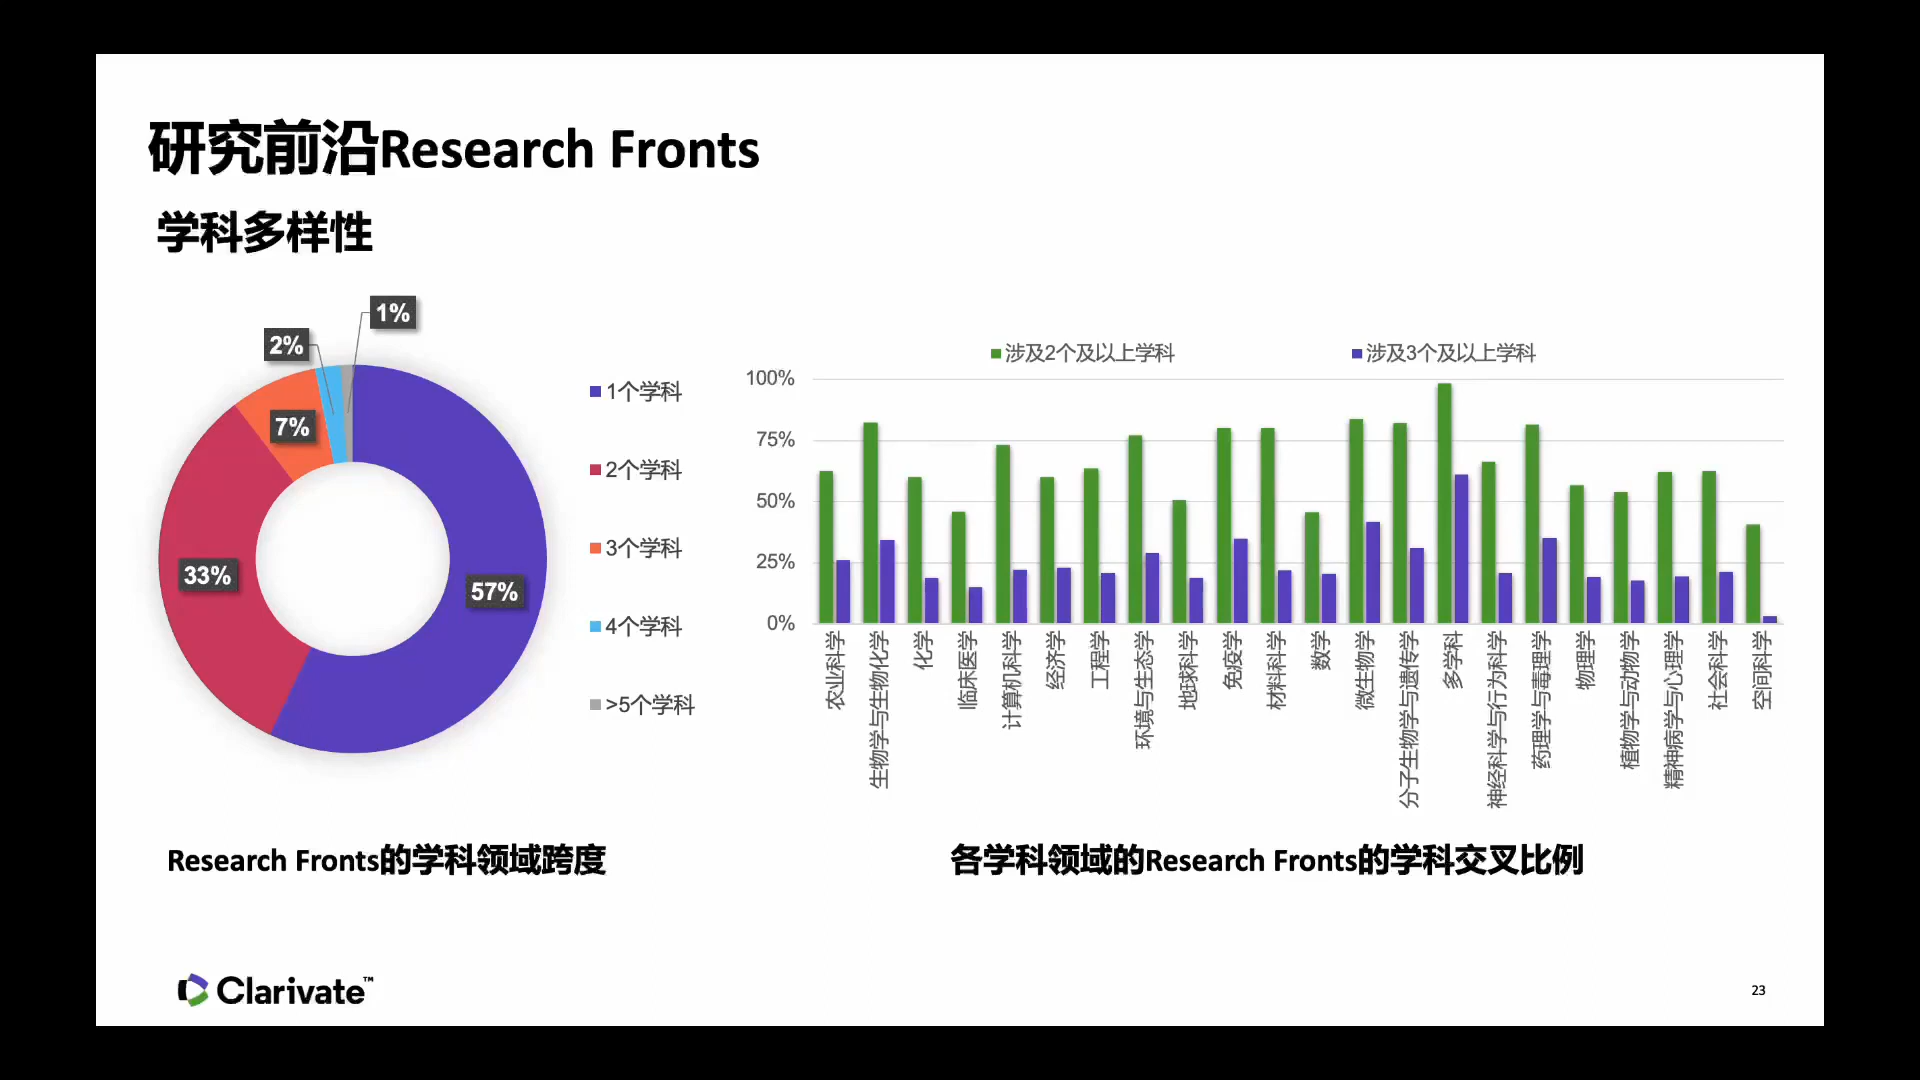 研究前沿Research Fronts
学科多样性
1%
2%
7%
33%
57%
1个学科
2个学科
3个学科
4个学科
>5个学科
Research Fronts的学科领域跨度
涉及2个及以上学科
涉及3个及以上学科
100%
75%
50%
25%
0%
农业科学
生物学与生物化学
化学
临床医学
计算机科学
经济学
工程学
环境与生态学
地球科学
免疫学
材料科学
数学
微生物学
分子生物学与遗传学
多学科
神经科学与行为科学
药理学与毒理学
物理学
植物学与动物学
精神病学与心理学
社会科学
空间科学
各学科领域的Research Fronts的学科交叉比例
Clarivate™
23